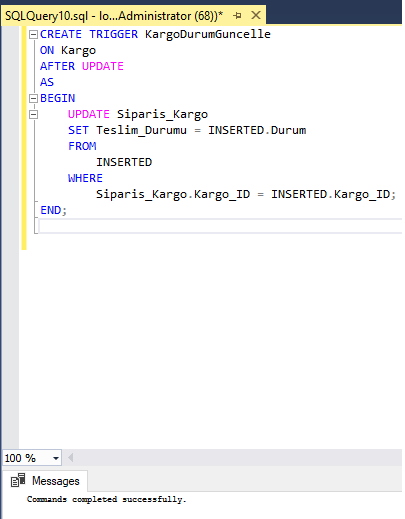 SQLQuery10.sql - lo...Administrator (68))*
CREATE TRIGGER KargoDurumGuncelle
ON Kargo
AFTER UPDATE
AS
BEGIN
UPDATE Siparis_Kargo
SET Teslim_Durumu = INSERTED.Durum
FROM
INSERTED
WHERE
Siparis_Kargo.Kargo_ID = INSERTED.Kargo_ID;
END;
100 %
Messages
Commands completed successfully.